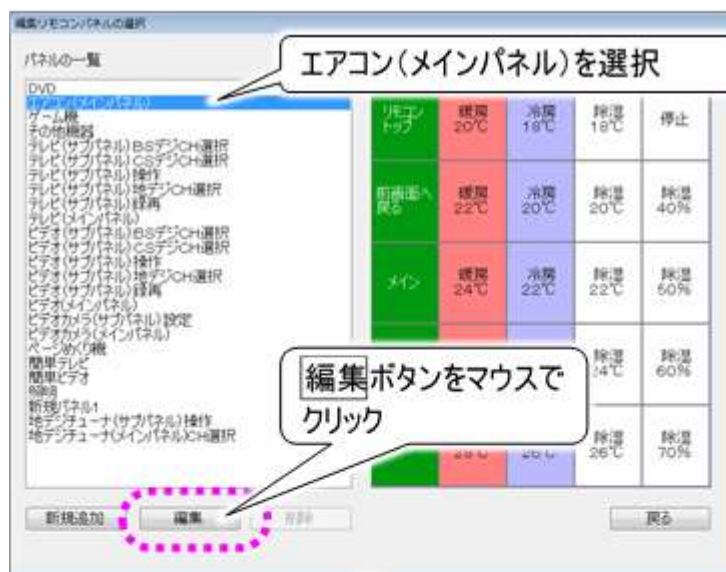 編集リモコンパネルの選択
パネルの一覧
エアコン(メインパネル)を選択
DVD
エアコン(メインパネル)
ゲーム機
その他機器
テレビ(サブパネル)BSデジCH選択
テレビ(サブパネル)CSデジCH選択
テレビ(サブパネル)操作
テレビ(サブパネル)地デジCH選択
テレビ(サブパネル)録再
テレビ(メインパネル)
ビデオ(サブパネル)BSデジCH選択
ビデオ(サブパネル)CSデジCH選択
ビデオ(サブパネル)操作
ビデオ(サブパネル)地デジCH選択
ビデオ(サブパネル)録再
ビデオ(メインパネル)
ビデオカメラ(サブパネル)設定
ビデオカメラ(メインパネル)
ページめくり機
簡単テレビ
簡単ビデオ
照明
新規パネル1
地デジチューナ(サブパネル)操作
地デジチューナ(メインパネル)CH選択
リモコン
トップ
暖房
20℃
冷房
18℃
除湿
18℃
停止
前画面へ
戻る
暖房
22℃
冷房
20℃
除湿
20℃
除湿
40%
メイン
暖房
24℃
冷房
22℃
除湿
22℃
除湿
50%
除湿
24℃
除湿
60%
除湿
26℃
除湿
70%
編集ボタンをマウスで
クリック
新規追加
編集
削除
戻る